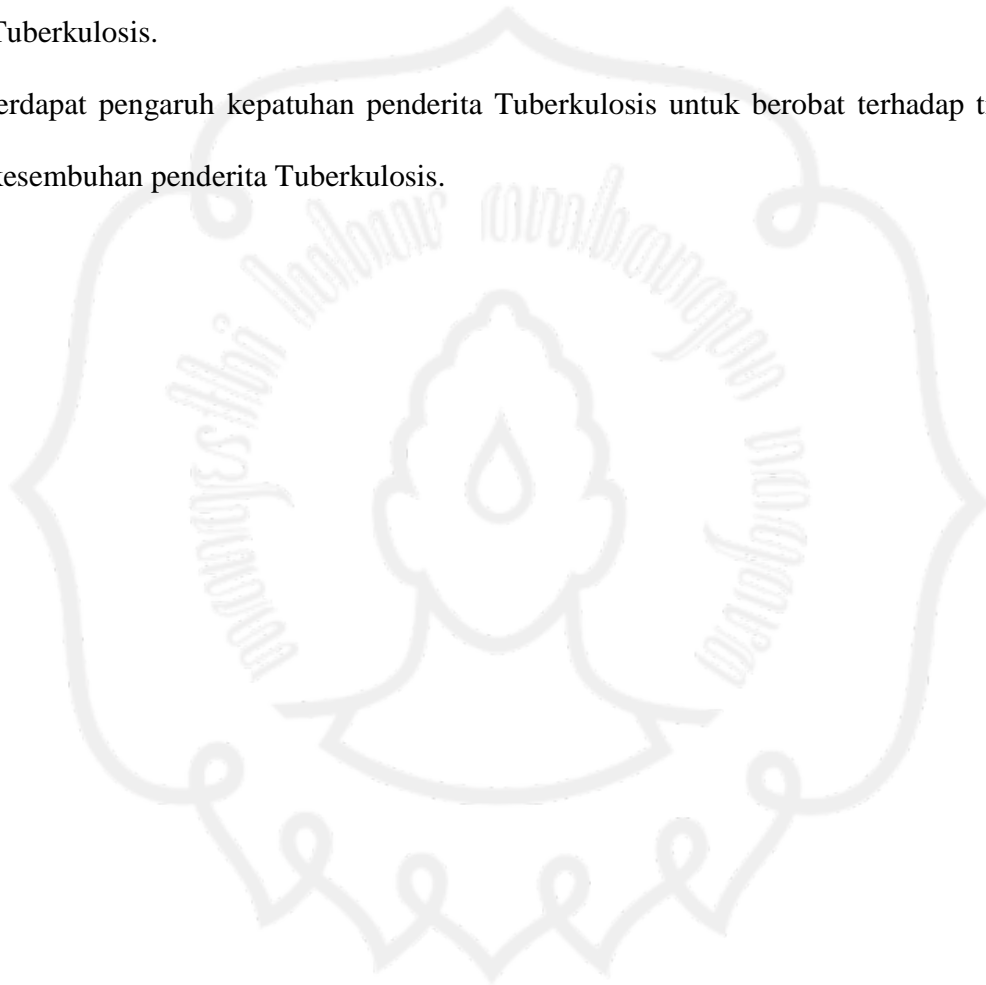 Tuberkulosis.
erdapat pengaruh kepatuhan penderita Tuberkulosis untuk berobat terhadap
kesembuhan penderita Tuberkulosis.